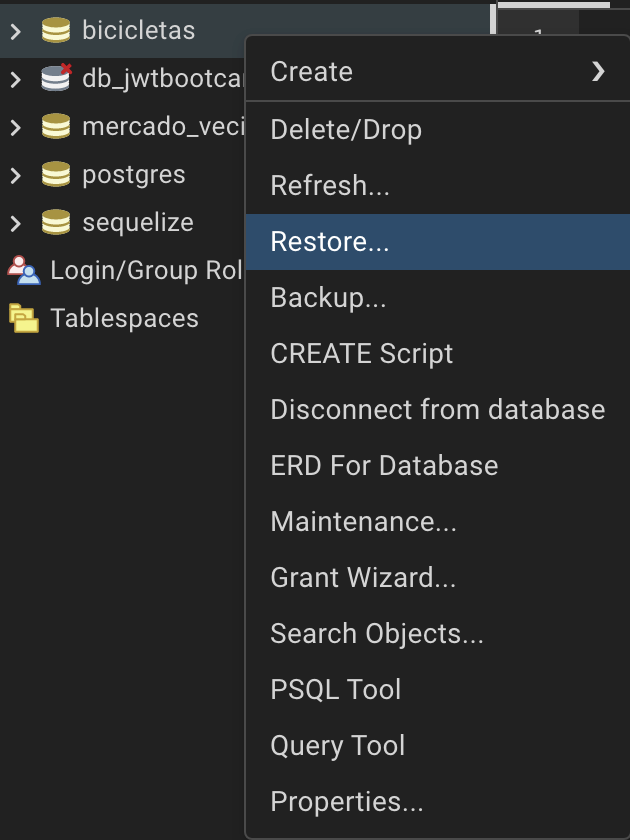 bicicletas
1
db_jwtbootca
mercado_veci
postgres
sequelize
Login/Group Rol
Tablespaces
Create
Delete/Drop
Refresh...
Restore...
Backup...
CREATE Script
Disconnect from database
ERD For Database
Maintenance...
Grant Wizard...
Search Objects...
PSQL Tool
Query Tool
Properties...